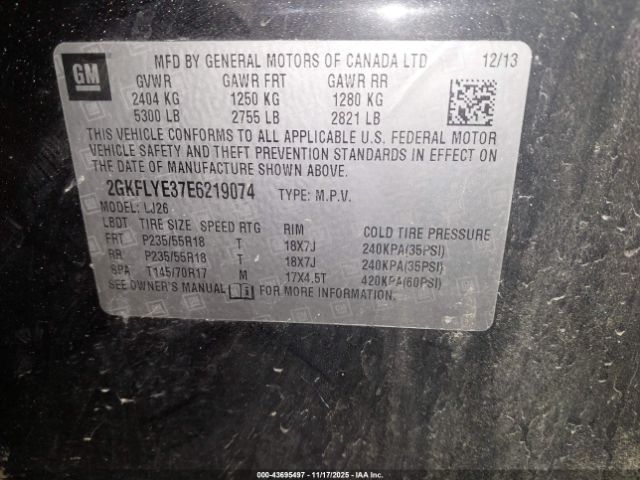 GM
MFD BY GENERAL MOTORS OF CANADA LTD 12/13
GVWR GAWR FRT GAWR RR
2404 KG 1250 KG 1280 KG
5300 LB 2755 LB 2821 LB
THIS VEHICLE CONFORMS TO ALL APPLICABLE U.S. FEDERAL MOTOR
VEHICLE SAFETY AND THEFT PREVENTION STANDARDS IN EFFECT ON
THE DATE OF MANUFACTURE SHOWN ABOVE.
2GKFLYE37E6219074 TYPE: M.P.V.
MODEL: LJ26
LBDT TIRE SIZE SPEED RTG RIM COLD TIRE PRESSURE
FRT P235/55R18 T 18X7J 240KPA(35PSI)
RR P235/55R18 T 18X7J 240KPA(35PSI)
SPA T145/70R17 M 17X4.5T 420KPA(60PSI)
SEE OWNER'S MANUAL FOR MORE INFORMATION.
000-43695497 - 11/17/2025 - IAAI.COM